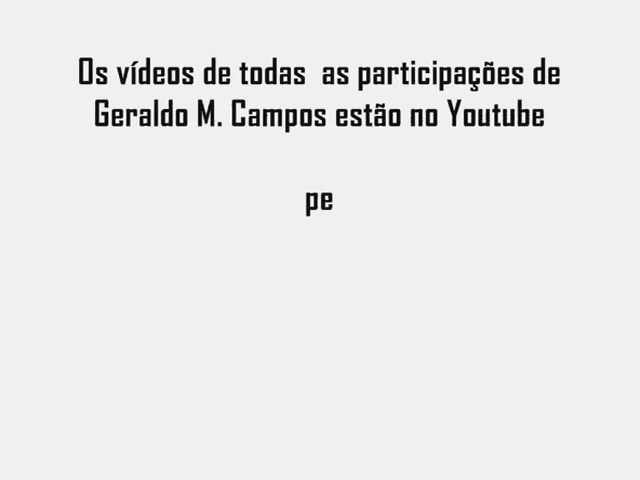 Os vídeos de todas  as participações de
Geraldo M. Campos estão no Youtube
pe